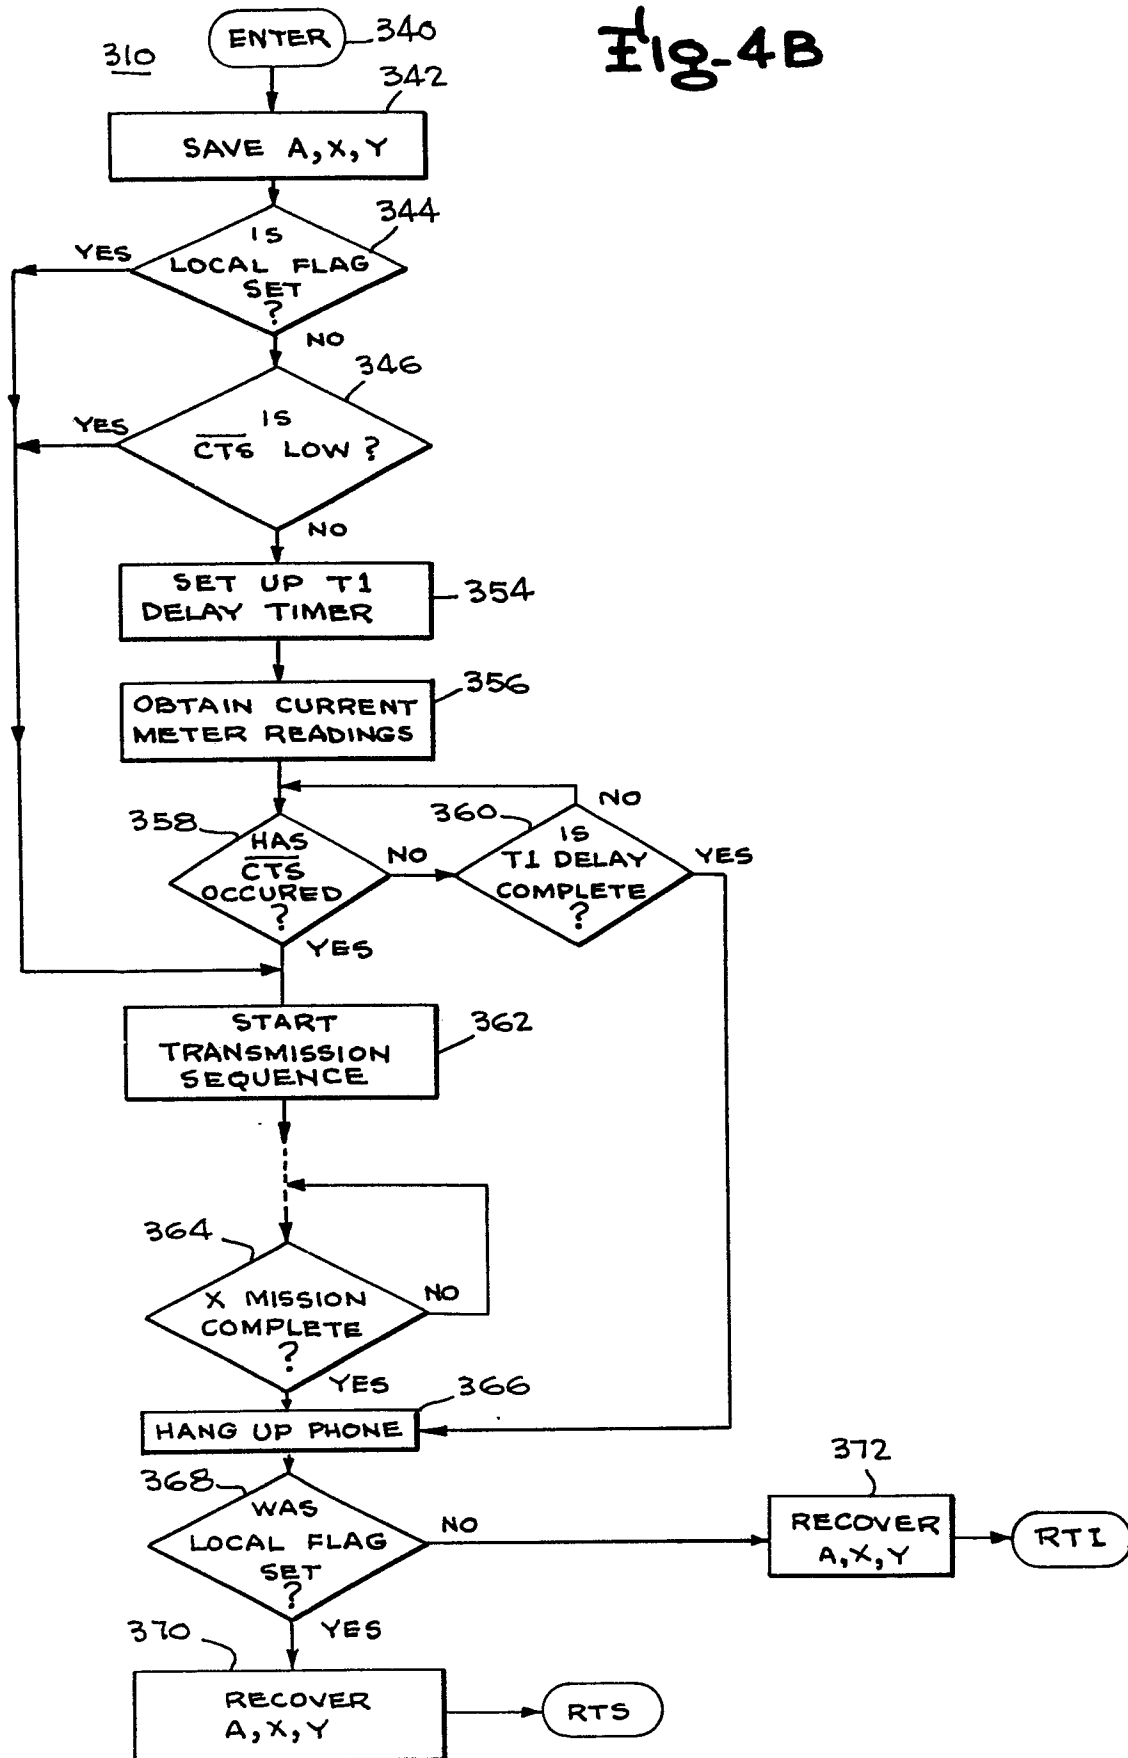 Fig-4B
310
ENTER
340
342
SAVE A, X, Y
344
IS
LOCAL FLAG
SET
?
YES
NO
346
IS
C̅T̅S̅ LOW ?
YES
NO
SET UP T1
DELAY TIMER
354
356
OBTAIN CURRENT
METER READINGS
358
HAS
C̅T̅S̅
OCCURED
?
NO
YES
360
IS
T1 DELAY
COMPLETE
?
NO
YES
START
TRANSMISSION
SEQUENCE
362
364
X MISSION
COMPLETE
?
NO
YES
366
HANG UP PHONE
368
WAS
LOCAL FLAG
SET
?
NO
YES
372
RECOVER
A, X, Y
RTI
370
RECOVER
A, X, Y
RTS